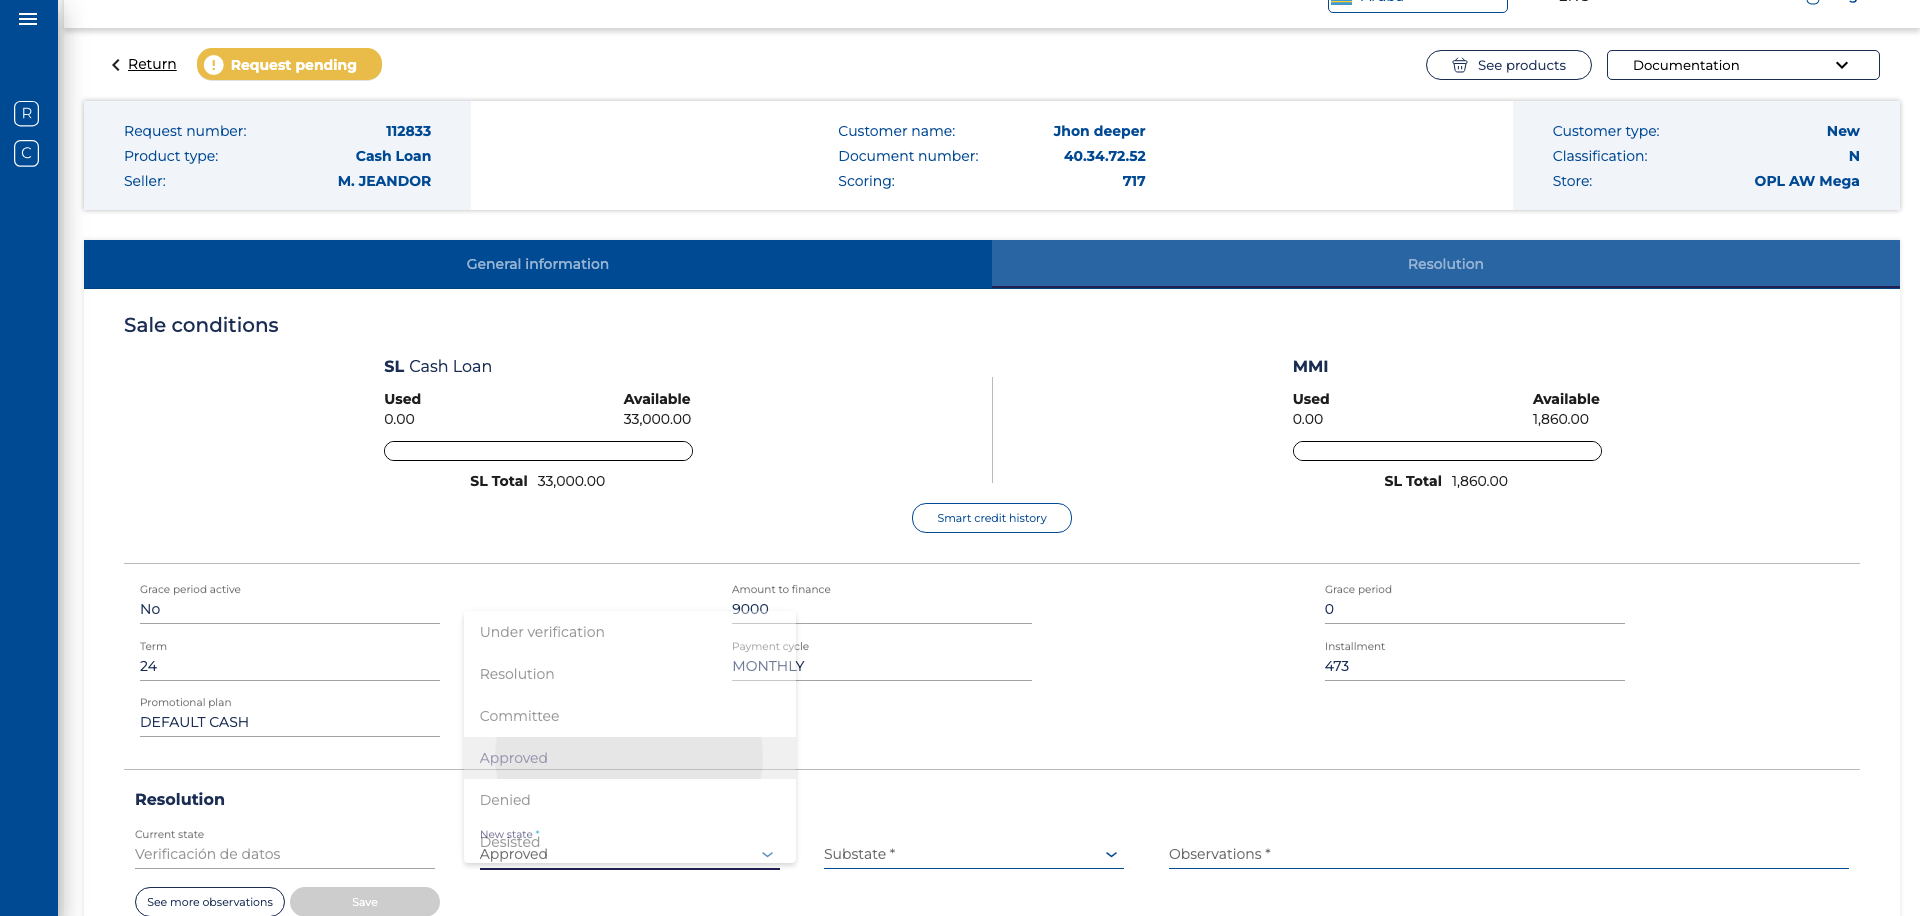 Return
Request pending
See products
Documentation
R
C
Request number: 112833
Product type: Cash Loan
Seller: M. JEANDOR
Customer name: Jhon deeper
Document number: 40.34.72.52
Scoring: 717
Customer type: New
Classification: N
Store: OPL AW Mega
General information
Resolution
Sale conditions
SL Cash Loan
Used Available
0.00 33,000.00
SL Total 33,000.00
MMI
Used Available
0.00 1,860.00
SL Total 1,860.00
Smart credit history
Grace period active
No
Amount to finance
9000
Grace period
0
Term
24
Payment cycle
MONTHLY
Installment
473
Promotional plan
DEFAULT CASH
Under verification
Resolution
Committee
Approved
Denied
Desisted
Resolution
Current state
Verificación de datos
New state *
Approved
Substate *
Observations *
See more observations
Save